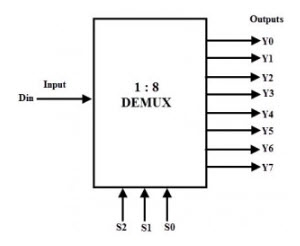 Outputs
Y0
Y1
Input
1 : 8
Y2
Din
DEMUX
Y3
Y4
Y5
Y6
Y7
S2 S1 S0